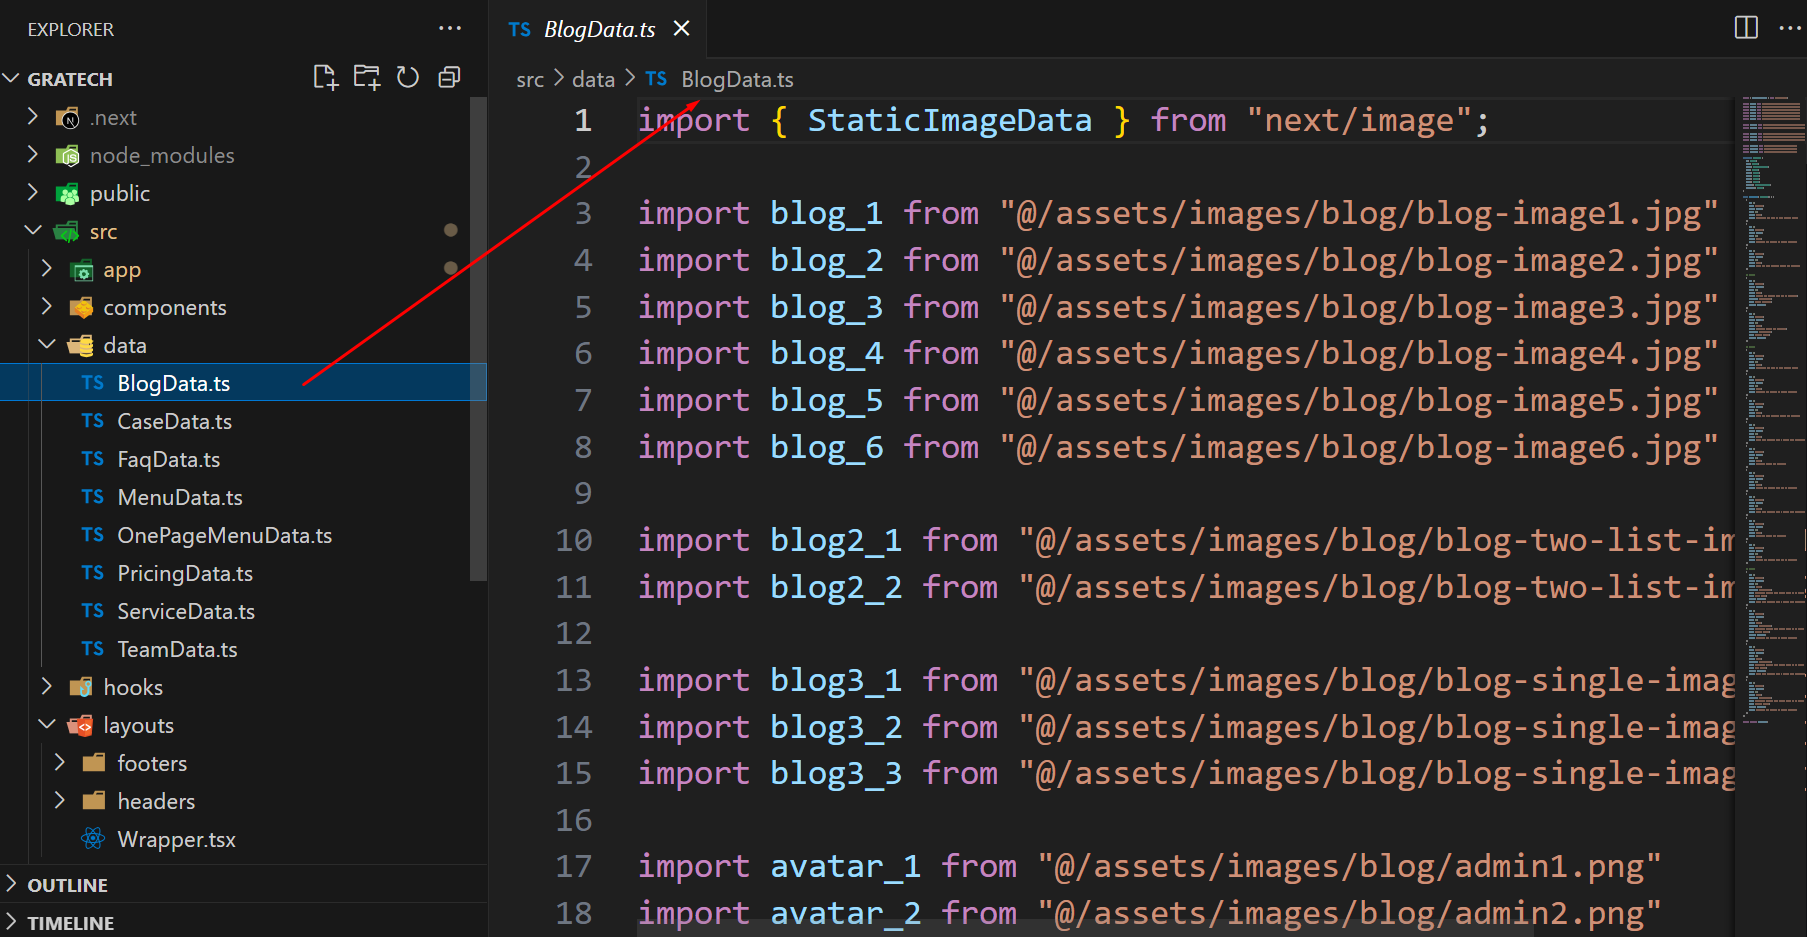 EXPLORER
GRATECH
.next
node_modules
public
src
app
components
data
TS BlogData.ts
TS CaseData.ts
TS FaqData.ts
TS MenuData.ts
TS OnePageMenuData.ts
TS PricingData.ts
TS ServiceData.ts
TS TeamData.ts
hooks
layouts
footers
headers
Wrapper.tsx
OUTLINE
TIMELINE
TS BlogData.ts
src > data > TS BlogData.ts
1 import { StaticImageData } from "next/image";
2
3 import blog_1 from "@/assets/images/blog/blog-image1.jpg"
4 import blog_2 from "@/assets/images/blog/blog-image2.jpg"
5 import blog_3 from "@/assets/images/blog/blog-image3.jpg"
6 import blog_4 from "@/assets/images/blog/blog-image4.jpg"
7 import blog_5 from "@/assets/images/blog/blog-image5.jpg"
8 import blog_6 from "@/assets/images/blog/blog-image6.jpg"
9
10 import blog2_1 from "@/assets/images/blog/blog-two-list-im
11 import blog2_2 from "@/assets/images/blog/blog-two-list-im
12
13 import blog3_1 from "@/assets/images/blog/blog-single-imag
14 import blog3_2 from "@/assets/images/blog/blog-single-imag
15 import blog3_3 from "@/assets/images/blog/blog-single-imag
16
17 import avatar_1 from "@/assets/images/blog/admin1.png"
18 import avatar_2 from "@/assets/images/blog/admin2.png"